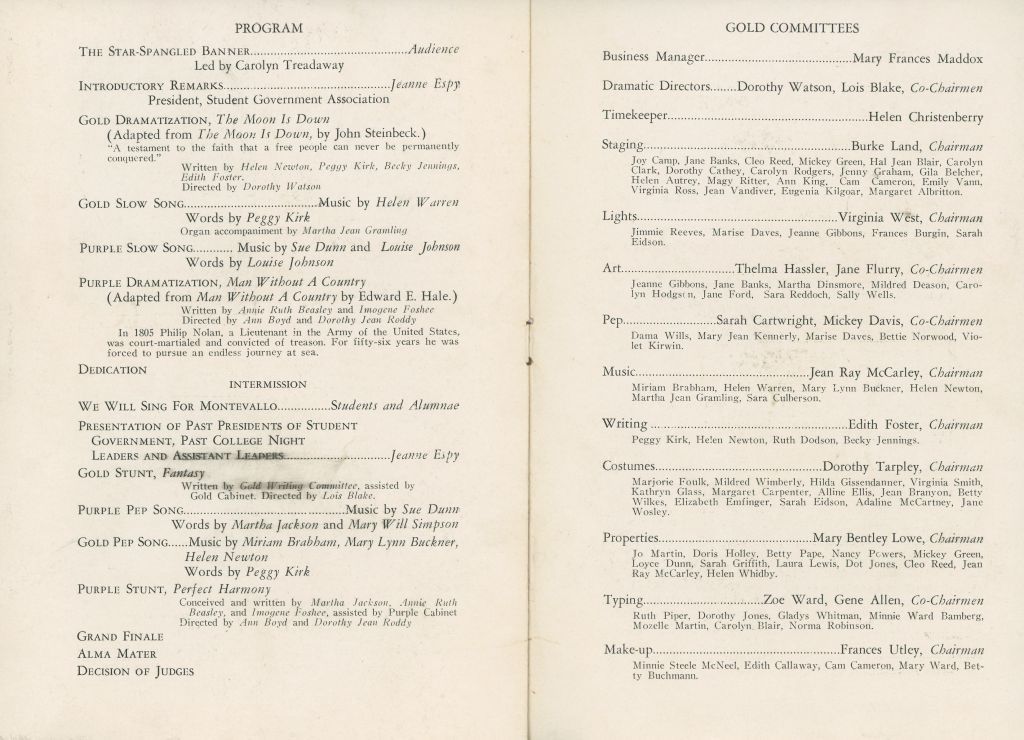 PROGRAM
THE STAR-SPANGLED BANNER..........Audience
Led by Carolyn Treadaway
INTRODUCTORY REMARKS..........Jeanne Espy
President, Student Government Association
GOLD DRAMATIZATION, The Moon Is Down
(Adapted from The Moon Is Down, by John Steinbeck.)
"A testament to the faith that a free people can never be permanently
conquered."
Written by Helen Newton, Peggy Kirk, Becky Jennings,
Edith Foster.
Directed by Dorothy Watson
GOLD SLOW SONG..........Music by Helen Warren
Words by Peggy Kirk
Organ accompaniment by Martha Jean Gramling
PURPLE SLOW SONG.......... Music by Sue Dunn and Louise Johnson
Words by Louise Johnson
PURPLE DRAMATIZATION, Man Without A Country
(Adapted from Man Without A Country by Edward E. Hale.)
Written by Annie Ruth Beasley and Imogene Foshee
Directed by Ann Boyd and Dorothy Jean Roddy
In 1805 Philip Nolan, a Lieutenant in the Army of the United States,
was court-martialed and convicted of treason. For fifty-six years he was
forced to pursue an endless journey at sea.
DEDICATION
INTERMISSION
WE WILL SING FOR MONTEVALLO..........Students and Alumnae
PRESENTATION OF PAST PRESIDENTS OF STUDENT
GOVERNMENT, PAST COLLEGE NIGHT
LEADERS AND ASSISTANT LEADERS..........Jeanne Espy
GOLD STUNT, Fantasy
Written by Gold Writing Committee, assisted by
Gold Cabinet. Directed by Lois Blake.
PURPLE PEP SONG..........Music by Sue Dunn
Words by Martha Jackson and Mary Will Simpson
GOLD PEP SONG......Music by Miriam Brabham, Mary Lynn Buckner,
Helen Newton
Words by Peggy Kirk
PURPLE STUNT, Perfect Harmony
Conceived and written by Martha Jackson, Annie Ruth
Beasley, and Imogene Foshee, assisted by Purple Cabinet
Directed by Ann Boyd and Dorothy Jean Roddy
GRAND FINALE
ALMA MATER
DECISION OF JUDGES
GOLD COMMITTEES
Business Manager..........Mary Frances Maddox
Dramatic Directors........Dorothy Watson, Lois Blake, Co-Chairmen
Timekeeper..........Helen Christenberry
Staging..........Burke Land, Chairman
Joy Camp, Jane Banks, Cleo Reed, Mickey Green, Hal Jean Blair, Carolyn
Clark, Dorothy Cathey, Carolyn Rodgers, Jenny Graham, Gila Belcher,
Helen Autrey, Magy Ritter, Ann King, Cam Cameron, Emily Vann,
Virginia Ross, Jean Vandiver, Eugenia Kilgoar, Margaret Albritton.
Lights..........Virginia West, Chairman
Jimmie Reeves, Marise Daves, Jeanne Gibbons, Frances Burgin, Sarah
Eidson.
Art..........Thelma Hassler, Jane Flurry, Co-Chairmen
Jeanne Gibbons, Jane Banks, Martha Dinsmore, Mildred Deason, Caro-
lyn Hodgson, Jane Ford, Sara Reddoch, Sally Wells.
Pep..........Sarah Cartwright, Mickey Davis, Co-Chairmen
Dama Wills, Mary Jean Kennerly, Marise Daves, Bettie Norwood, Vio-
let Kirwin.
Music..........Jean Ray McCarley, Chairman
Miriam Brabham, Helen Warren, Mary Lynn Buckner, Helen Newton,
Martha Jean Gramling, Sara Culberson.
Writing ..........Edith Foster, Chairman
Peggy Kirk, Helen Newton, Ruth Dodson, Becky Jennings.
Costumes..........Dorothy Tarpley, Chairman
Marjorie Foulk, Mildred Wimberly, Hilda Gissendanner, Virginia Smith,
Kathryn Glass, Margaret Carpenter, Alline Ellis, Jean Branyon, Betty
Wilkes, Elizabeth Emfinger, Sarah Eidson, Adaline McCartney, Jane
Wosley.
Properties..........Mary Bentley Lowe, Chairman
Jo Martin, Doris Holley, Betty Pape, Nancy Powers, Mickey Green,
Loyce Dunn, Sarah Griffith, Laura Lewis, Dot Jones, Cleo Reed, Jean
Ray McCarley, Helen Whidby.
Typing..........Zoe Ward, Gene Allen, Co-Chairmen
Ruth Piper, Dorothy Jones, Gladys Whitman, Minnie Ward Bamberg,
Mozelle Martin, Carolyn Blair, Norma Robinson.
Make-up..........Frances Utley, Chairman
Minnie Steele McNeel, Edith Callaway, Cam Cameron, Mary Ward, Bet-
ty Buchmann.